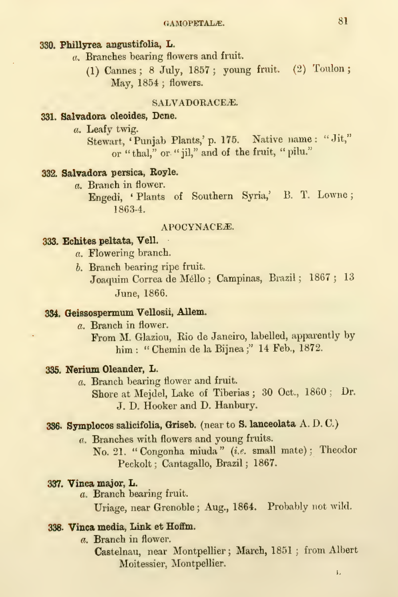 GAMOPETALÆ. 81
330. Phillyrea angustifolia, L.
a. Branches bearing flowers and fruit.
(1) Cannes; 8 July, 1857; young fruit. (2) Toulon;
May, 1854; flowers.
SALVADORACEÆ.
331. Salvadora oleoides, Dcne.
a. Leafy twig.
Stewart, ‘Punjab Plants,’ p. 175. Native name: “Jit,”
or “thal,” or “jil,” and of the fruit, “pilu.”
332. Salvadora persica, Royle.
a. Branch in flower.
Engedi, ‘Plants of Southern Syria,’ B. T. Lowne;
1863-4.
APOCYNACEÆ.
333. Echites peltata, Vell.
a. Flowering branch.
b. Branch bearing ripe fruit.
Joaquim Correa de Méllo; Campinas, Brazil; 1867; 13
June, 1866.
334. Geissospermum Vellosii, Allem.
a. Branch in flower.
From M. Glaziou, Rio de Janeiro, labelled, apparently by
him: “Chemin de la Bijnea;” 14 Feb., 1872.
335. Nerium Oleander, L.
a. Branch bearing flower and fruit.
Shore at Mejdel, Lake of Tiberias; 30 Oct., 1860; Dr.
J. D. Hooker and D. Hanbury.
336. Symplocos salicifolia, Griseb. (near to S. lanceolata A. D. C.)
a. Branches with flowers and young fruits.
No. 21. “Congonha miuda” (i.e. small mate); Theodor
Peckolt; Cantagallo, Brazil; 1867.
337. Vinca major, L.
a. Branch bearing fruit.
Uriage, near Grenoble; Aug., 1864. Probably not wild.
338. Vinca media, Link et Hoffm.
a. Branch in flower.
Castelnau, near Montpellier; March, 1851; from Albert
Moitessier, Montpellier.